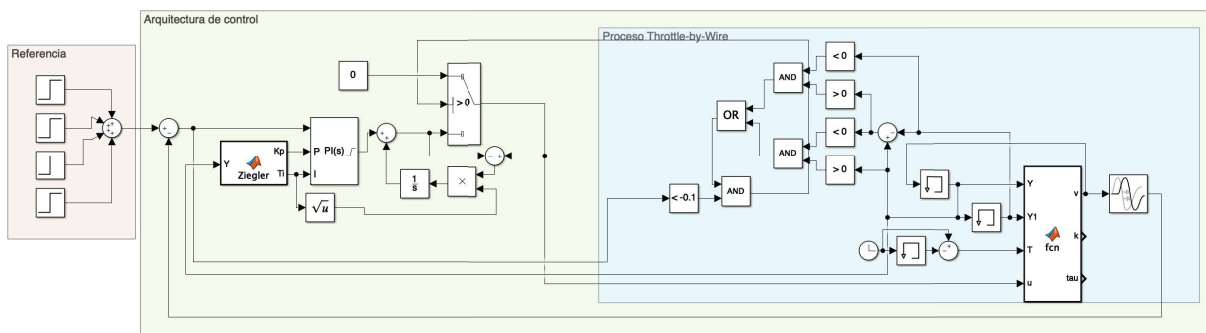 Arquitectura de control
Proceso Throttle-by-Wire
Referencia
0
> 0
AND
< 0
> 0
OR
AND
< 0
> 0
Y
Ziegler
Kp
Ti
P
I
PI(s)
1
s
×
√u
< -0.1
AND
Y
Y1
T
u
fcn
v
k
tau